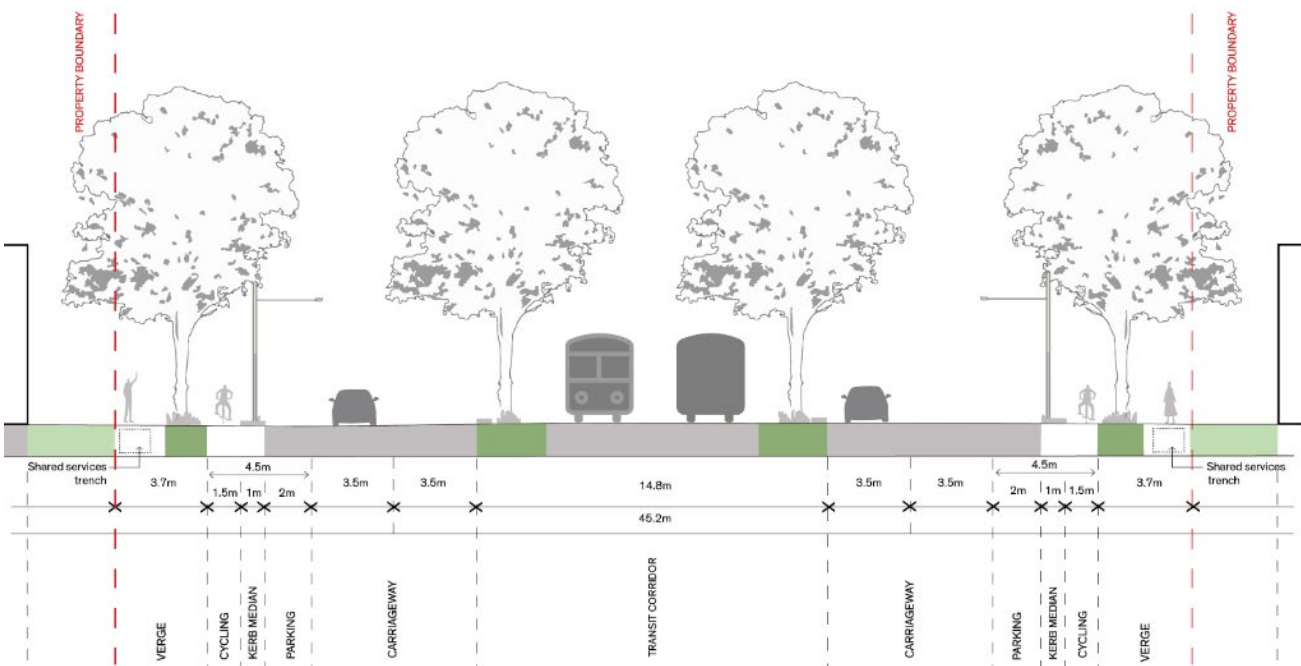 PROPERTY BOUNDARY
PROPERTY BOUNDARY
Shared services
trench
3.7m
4.5m
1.5m
1m
2m
3.5m
3.5m
14.8m
3.5m
3.5m
4.5m
2m
1m
1.5m
3.7m
Shared services
trench
45.2m
VERGE
CYCLING
KERB MEDIAN
PARKING
CARRIAGEWAY
TRANSIT CORRIDOR
CARRIAGEWAY
PARKING
KERB MEDIAN
CYCLING
VERGE